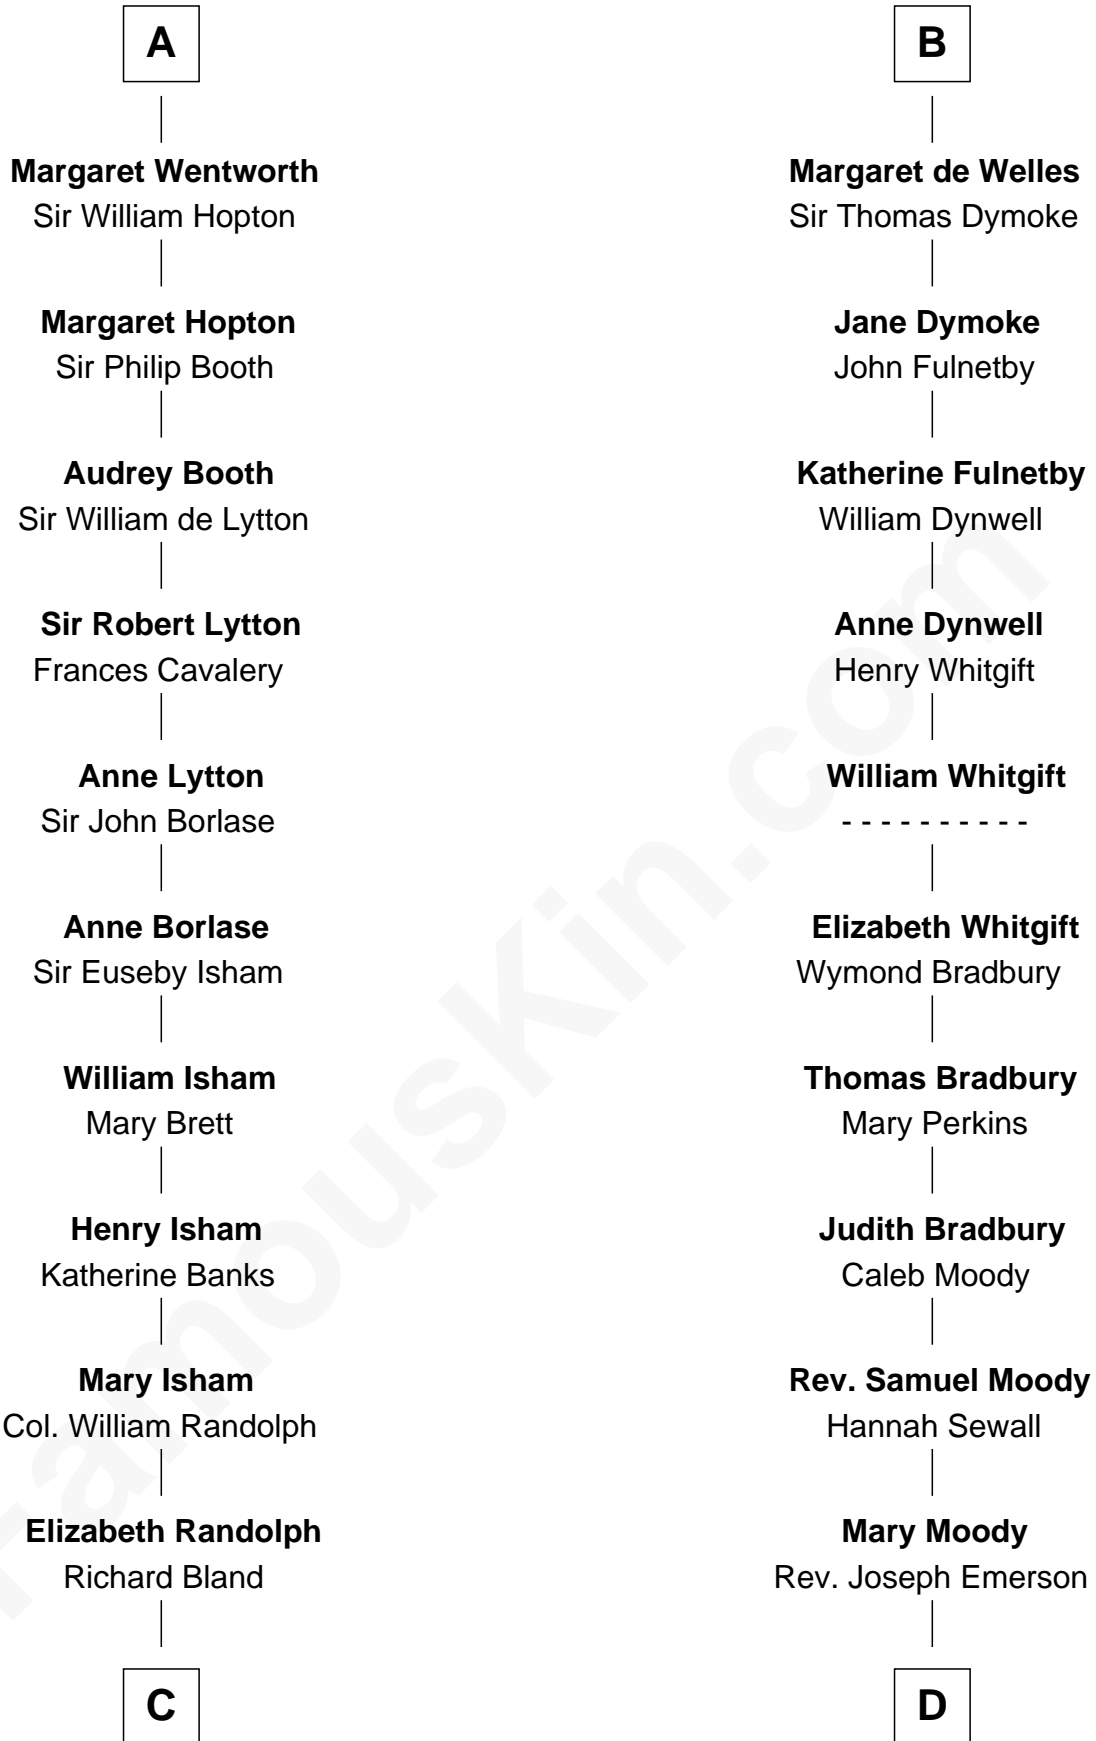 A
Margaret Wentworth
Sir William Hopton
Margaret Hopton
Sir Philip Booth
Audrey Booth
Sir William de Lytton
Sir Robert Lytton
Frances Cavalery
Anne Lytton
Sir John Borlase
Anne Borlase
Sir Euseby Isham
William Isham
Mary Brett
Henry Isham
Katherine Banks
Mary Isham
Col. William Randolph
Elizabeth Randolph
Richard Bland
C
B
Margaret de Welles
Sir Thomas Dymoke
Jane Dymoke
John Fulnetby
Katherine Fulnetby
William Dynwell
Anne Dynwell
Henry Whitgift
William Whitgift
- - - - - - - - - -
Elizabeth Whitgift
Wymond Bradbury
Thomas Bradbury
Mary Perkins
Judith Bradbury
Caleb Moody
Rev. Samuel Moody
Hannah Sewall
Mary Moody
Rev. Joseph Emerson
D
FamousKin.com